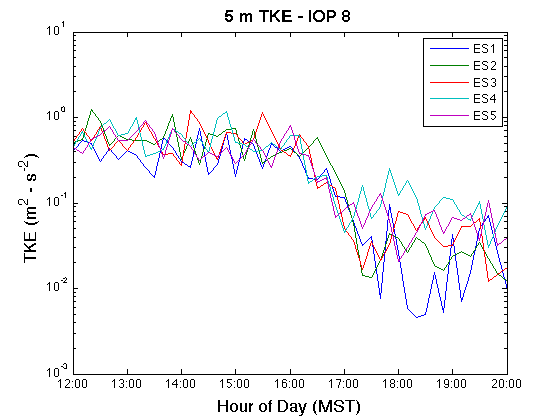 5 m TKE - IOP 8
TKE (m² - s⁻²)
10¹
10⁰
10⁻¹
10⁻²
10⁻³
ES1
ES2
ES3
ES4
ES5
12:00 13:00 14:00 15:00 16:00 17:00 18:00 19:00 20:00
Hour of Day (MST)